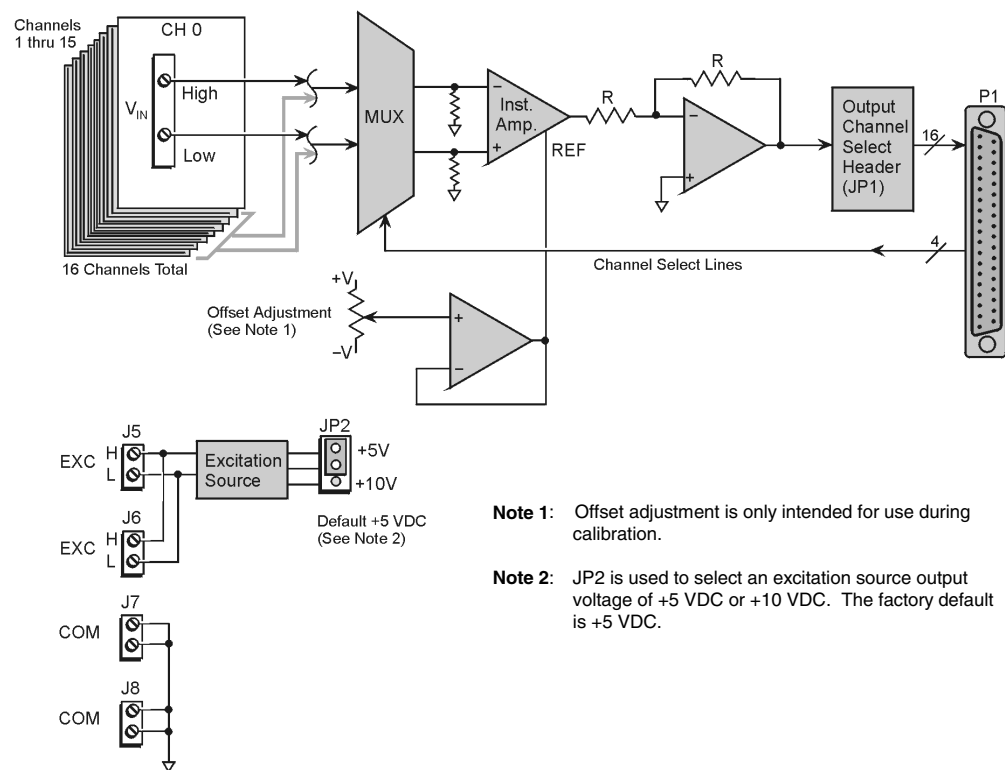 Channels
1 thru 15
CH 0
High
VIN
Low
16 Channels Total
MUX
−
Inst.
Amp.
+
REF
R
R
−
+
Output
Channel
Select
Header
(JP1)
16
P1
4
Channel Select Lines
+V
Offset Adjustment
(See Note 1)
−V
+
−
J5
EXC H
L
Excitation
Source
JP2
+5V
+10V
Default +5 VDC
(See Note 2)
J6
EXC H
L
J7
COM
J8
COM
Note 1: Offset adjustment is only intended for use during
calibration.
Note 2: JP2 is used to select an excitation source output
voltage of +5 VDC or +10 VDC. The factory default
is +5 VDC.